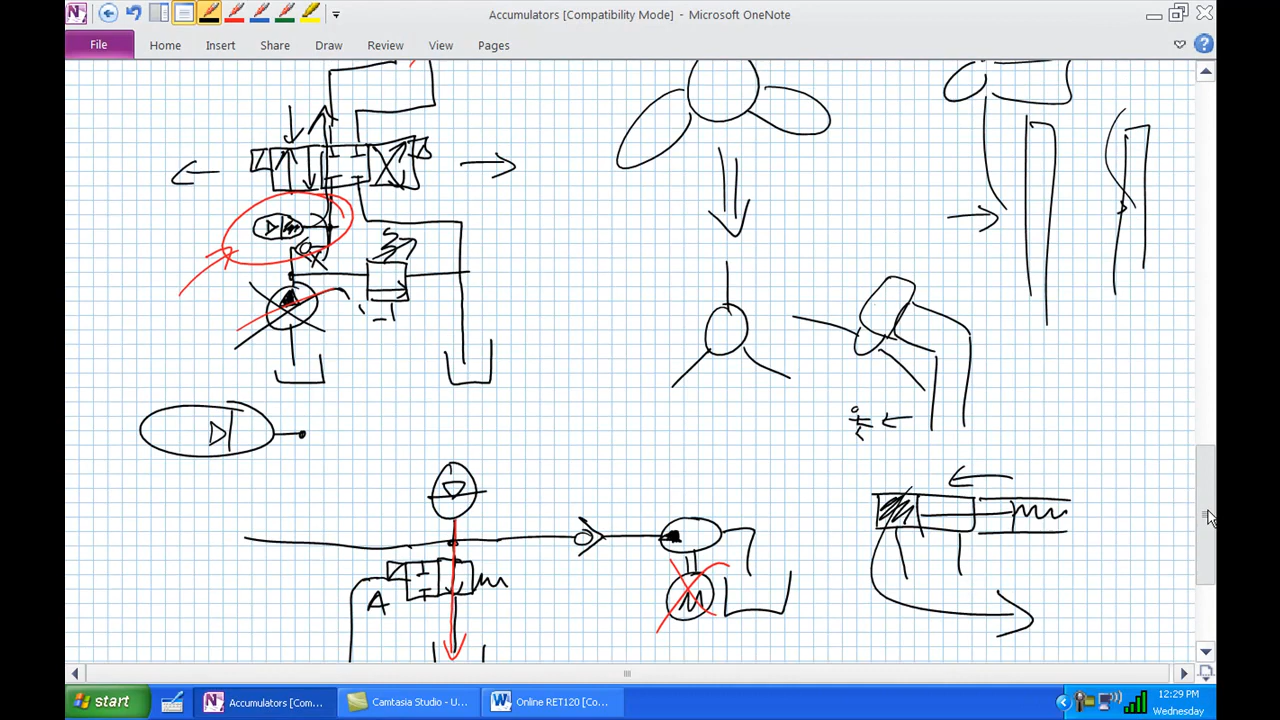 Accumulators [Compatibility Mode] - Microsoft OneNote
File Home Insert Share Draw Review View Pages
A
M
start
Accumulators [Com...
Camtasia Studio - U...
Online RET120 [Co...
12:29 PM
Wednesday